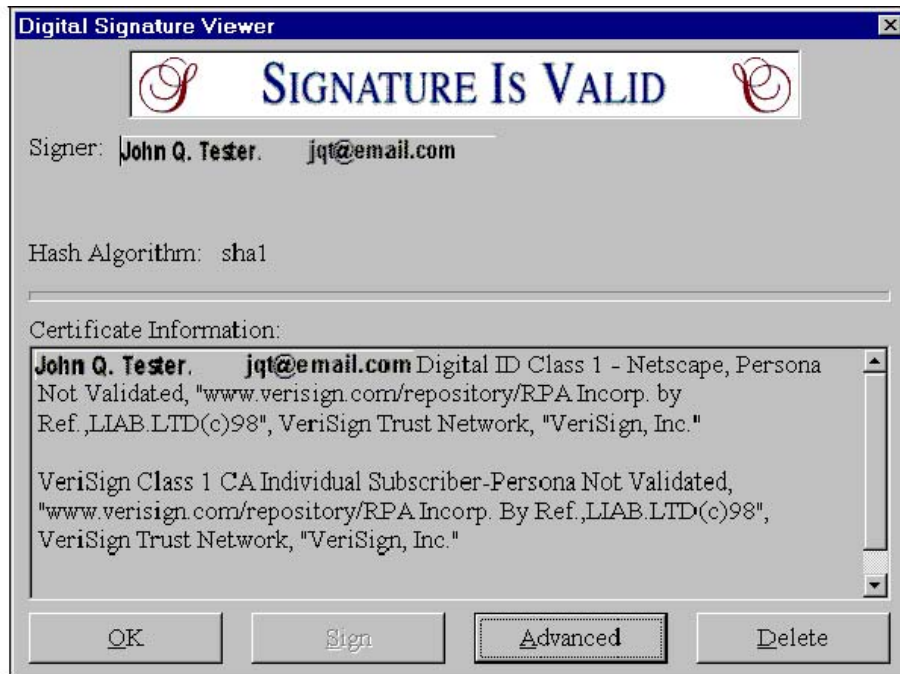 Digital Signature Viewer
SIGNATURE IS VALID
Signer: John Q. Tester. jqt@email.com
Hash Algorithm: sha1
Certificate Information:
John Q. Tester. jqt@email.com Digital ID Class 1 - Netscape, Persona
Not Validated, "www.verisign.com/repository/RPA Incorp. by
Ref.,LIAB.LTD(c)98", VeriSign Trust Network, "VeriSign, Inc."
VeriSign Class 1 CA Individual Subscriber-Persona Not Validated,
"www.verisign.com/repository/RPA Incorp. By Ref.,LIAB.LTD(c)98",
VeriSign Trust Network, "VeriSign, Inc."
OK Sign Advanced Delete